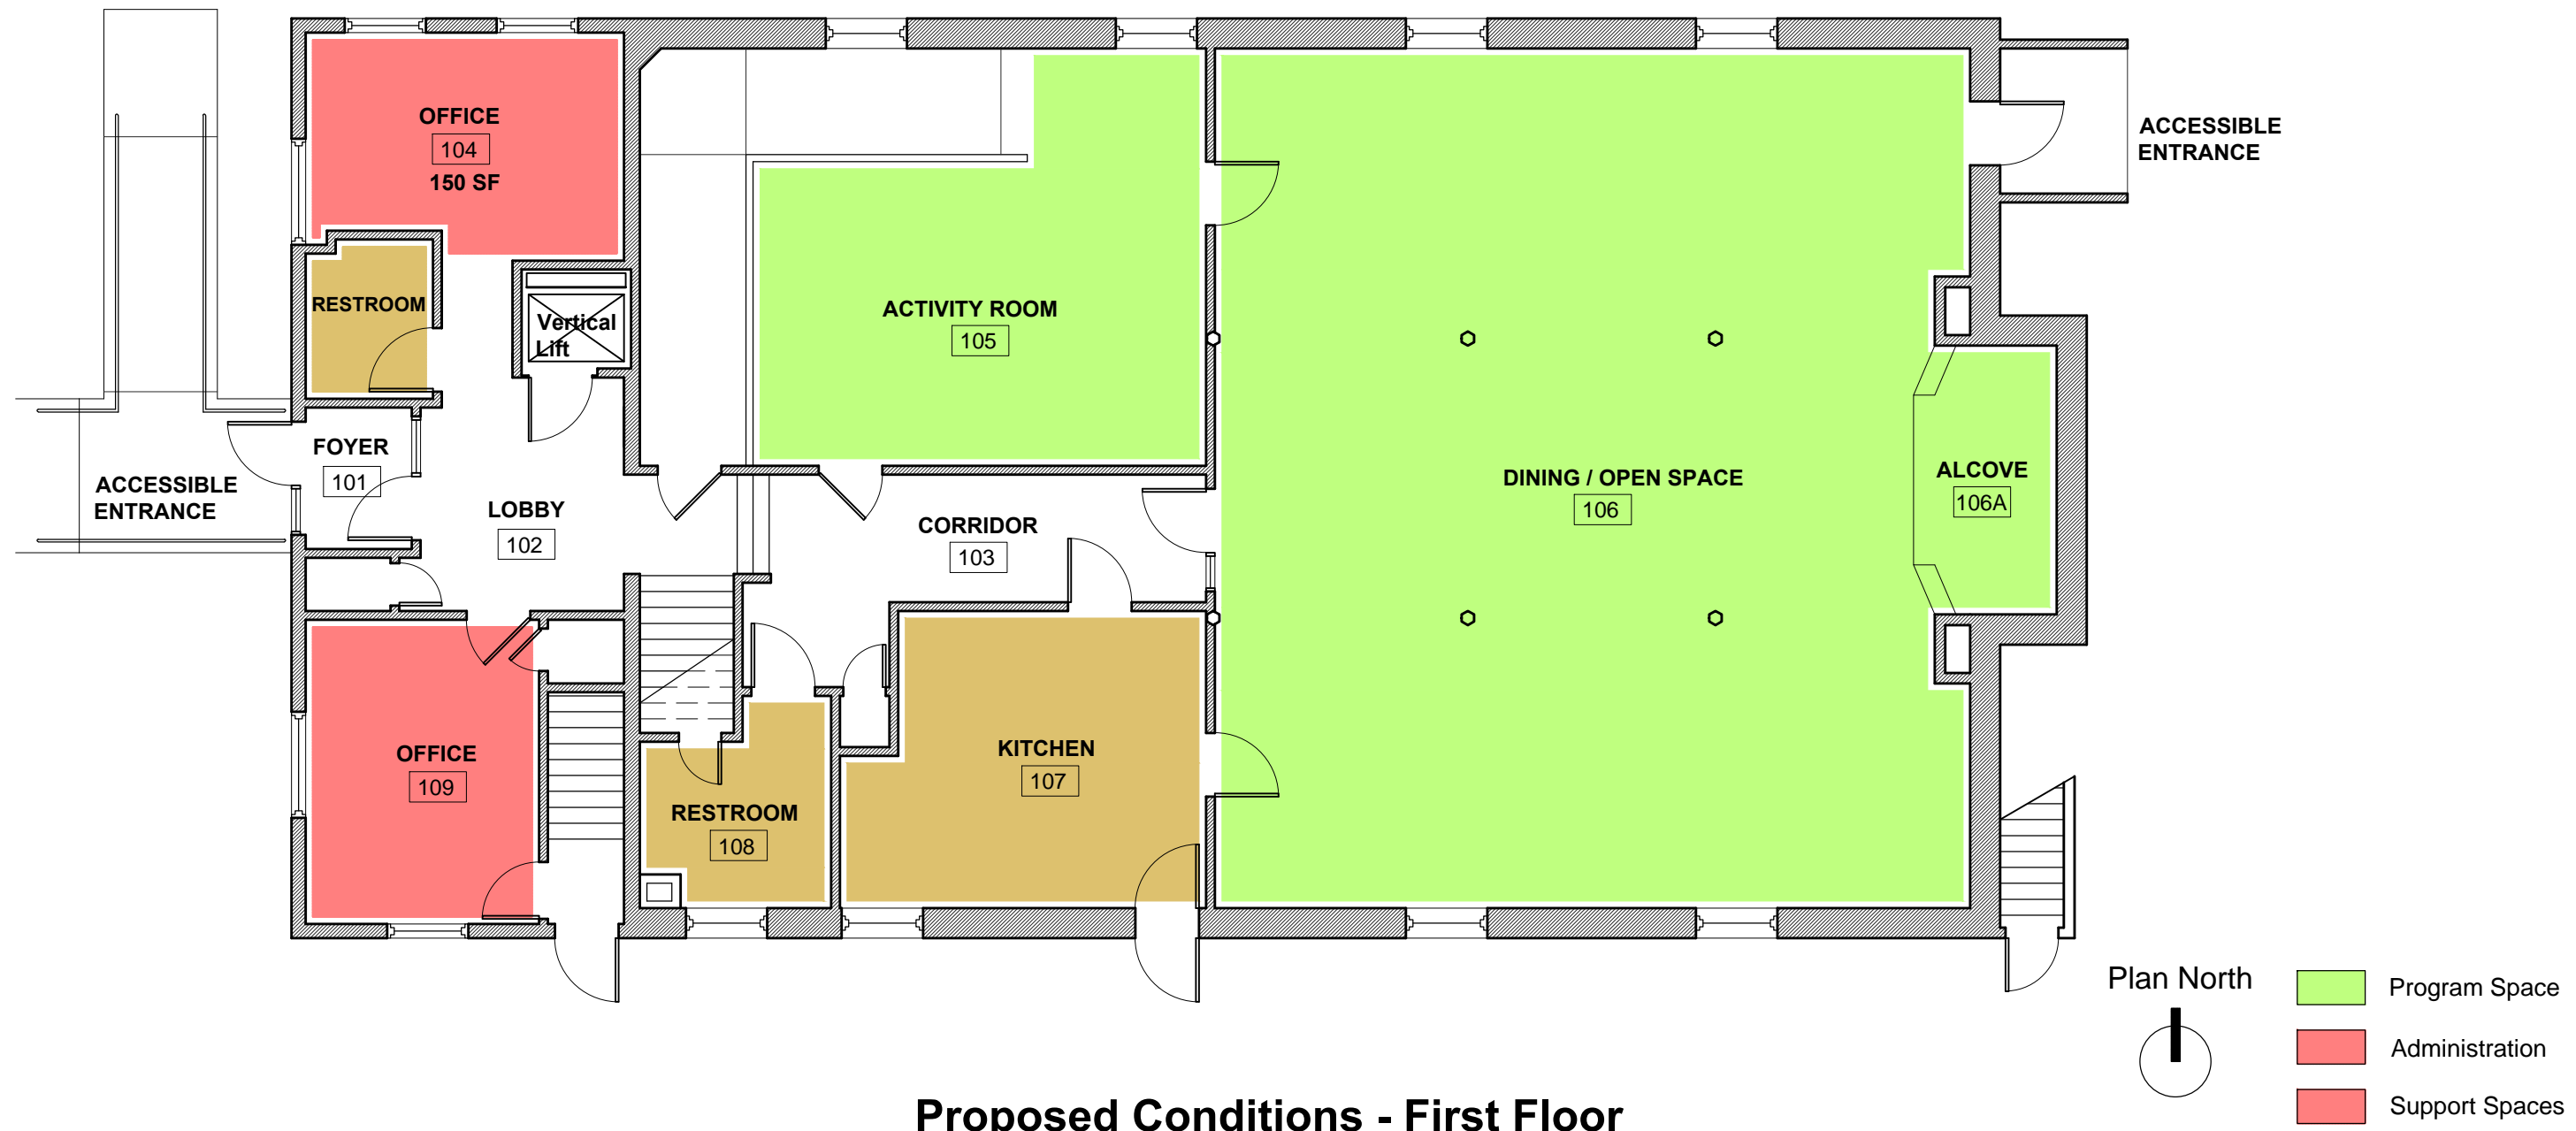 OFFICE
104
150 SF
ACCESSIBLE
ENTRANCE
RESTROOM
Vertical
Lift
ACTIVITY ROOM
105
FOYER
101
ACCESSIBLE
ENTRANCE
LOBBY
102
CORRIDOR
103
DINING / OPEN SPACE
106
ALCOVE
106A
OFFICE
109
RESTROOM
108
KITCHEN
107
Plan North
Program Space
Administration
Support Spaces
Proposed Conditions - First Floor